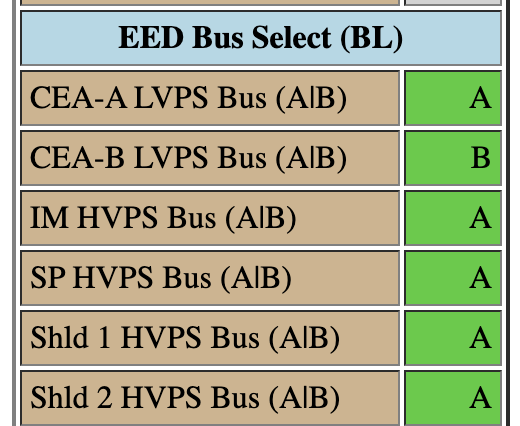 EED Bus Select (BL)
CEA-A LVPS Bus (A|B) A
CEA-B LVPS Bus (A|B) B
IM HVPS Bus (A|B) A
SP HVPS Bus (A|B) A
Shld 1 HVPS Bus (A|B) A
Shld 2 HVPS Bus (A|B) A